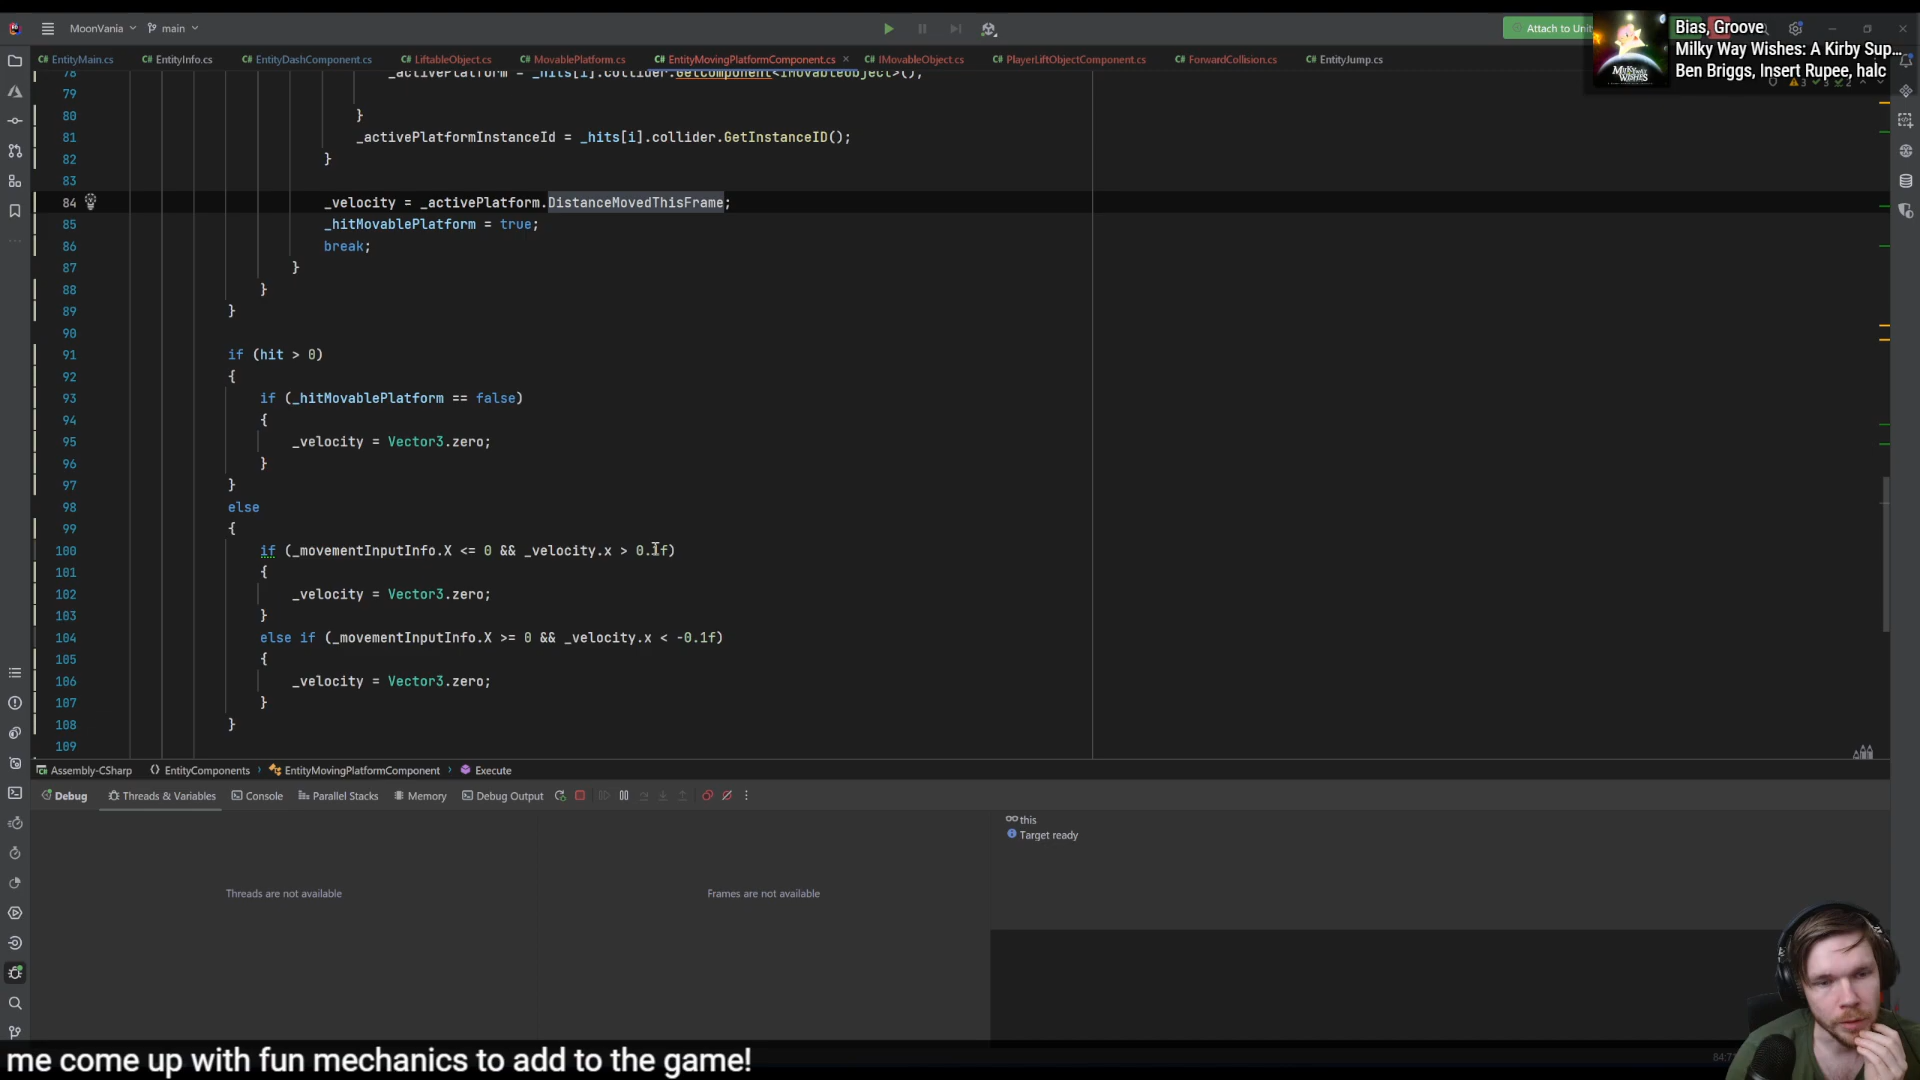 MoonVania
main
Attach to Unit
Bias, Groove
Milky Way Wishes: A Kirby Sup...
Ben Briggs, Insert Rupee, halc
EntityMain.cs
EntityInfo.cs
EntityDashComponent.cs
LiftableObject.cs
MovablePlatform.cs
EntityMovingPlatformComponent.cs
IMovableObject.cs
PlayerLiftObjectComponent.cs
ForwardCollision.cs
EntityJump.cs
78 _activePlatform = _hits[i].collider.GetComponent<IMovableObject>();
79
80 }
81 _activePlatformInstanceId = _hits[i].collider.GetInstanceID();
82 }
83
84 _velocity = _activePlatform.DistanceMovedThisFrame;
85 _hitMovablePlatform = true;
86 break;
87 }
88 }
89 }
90
91 if (hit > 0)
92 {
93 if (_hitMovablePlatform == false)
94 {
95 _velocity = Vector3.zero;
96 }
97 }
98 else
99 {
100 if (_movementInputInfo.X <= 0 && _velocity.x > 0.1f)
101 {
102 _velocity = Vector3.zero;
103 }
104 else if (_movementInputInfo.X >= 0 && _velocity.x < -0.1f)
105 {
106 _velocity = Vector3.zero;
107 }
108 }
109
Assembly-CSharp
EntityComponents
EntityMovingPlatformComponent
Execute
Debug
Threads & Variables
Console
Parallel Stacks
Memory
Debug Output
this
Target ready
Threads are not available
Frames are not available
me come up with fun mechanics to add to the game!